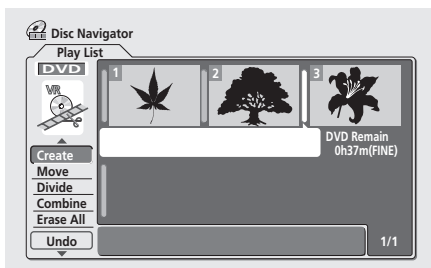 Disc Navigator
Play List
DVD
VR
1
2
3
DVD Remain
0h37m(FINE)
Create
Move
Divide
Combine
Erase All
Undo
1/1